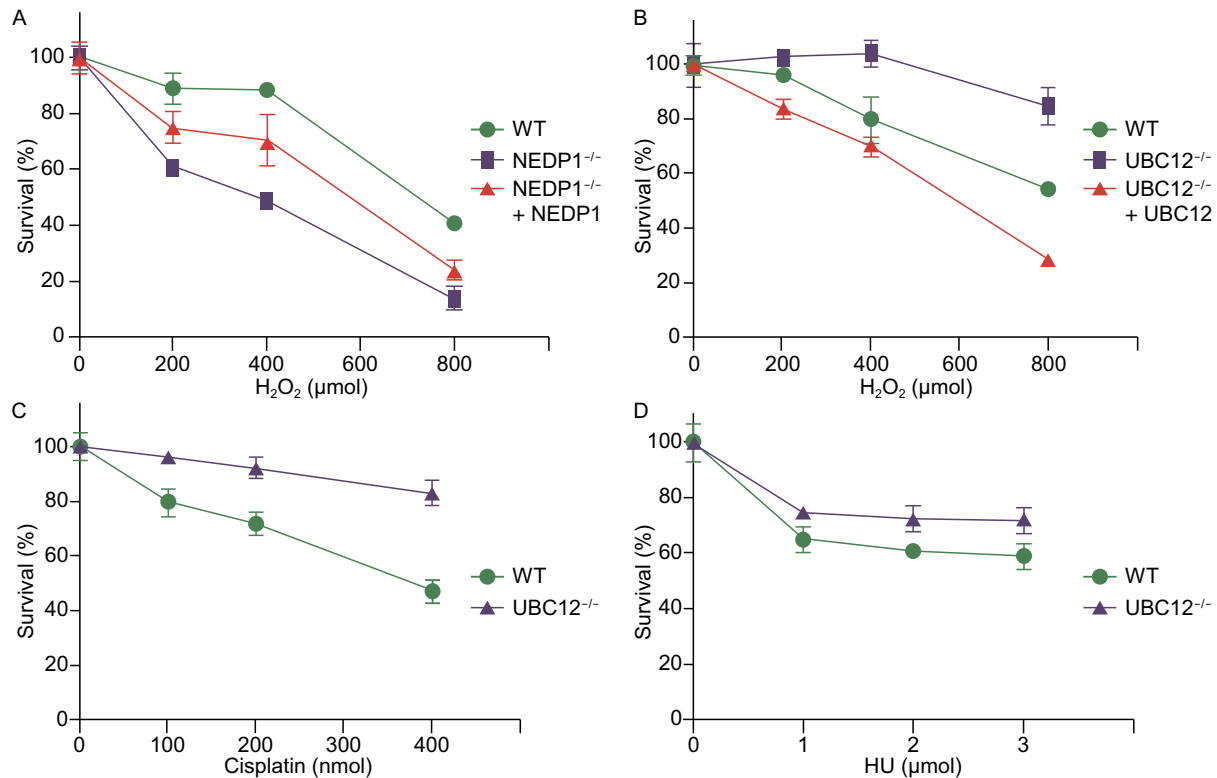 A
100
80
60
40
20
0
Survival (%)
0 200 400 600 800
H₂O₂ (µmol)
WT
NEDP1⁻/⁻
NEDP1⁻/⁻
+ NEDP1
B
100
80
60
40
20
0
Survival (%)
0 200 400 600 800
H₂O₂ (µmol)
WT
UBC12⁻/⁻
UBC12⁻/⁻
+ UBC12
C
100
80
60
40
20
0
Survival (%)
0 100 200 300 400
Cisplatin (nmol)
WT
UBC12⁻/⁻
D
100
80
60
40
20
0
Survival (%)
0 1 2 3
HU (µmol)
WT
UBC12⁻/⁻